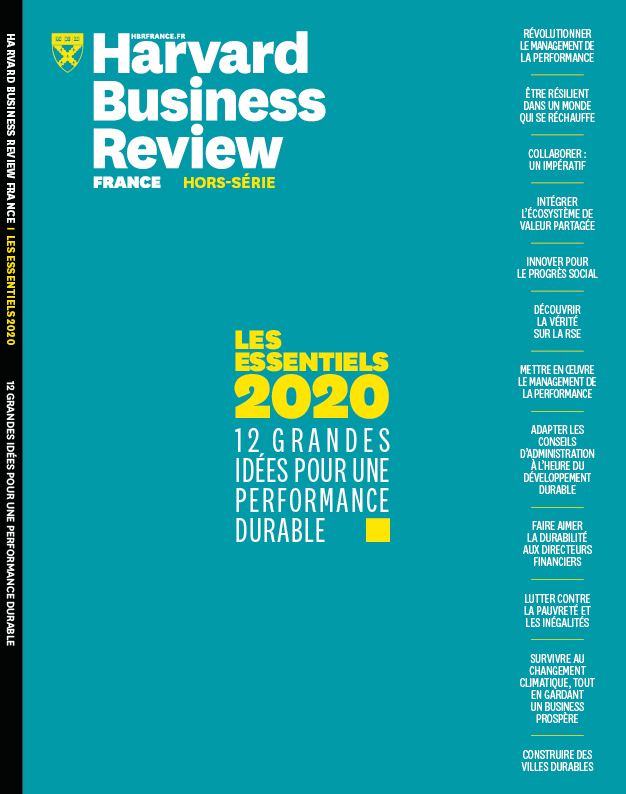 HARVARD BUSINESS REVIEW FRANCE I LES ESSENTIELS 2020
12 GRANDES IDÉES POUR UNE PERFORMANCE DURABLE
HBRFRANCE.FR
Harvard
Business
Review
FRANCE HORS-SÉRIE
LES
ESSENTIELS
2020
12 GRANDES
IDÉES POUR UNE
PERFORMANCE
DURABLE
RÉVOLUTIONNER
LE MANAGEMENT DE
LA PERFORMANCE
ÊTRE RÉSILIENT
DANS UN MONDE
QUI SE RÉCHAUFFE
COLLABORER :
UN IMPÉRATIF
INTÉGRER
L'ÉCOSYSTÈME DE
VALEUR PARTAGÉE
INNOVER POUR
LE PROGRÈS SOCIAL
DÉCOUVRIR
LA VÉRITÉ
SUR LA RSE
METTRE EN ŒUVRE
LE MANAGEMENT DE
LA PERFORMANCE
ADAPTER LES
CONSEILS
D'ADMINISTRATION
À L'HEURE DU
DÉVELOPPEMENT
DURABLE
FAIRE AIMER
LA DURABILITÉ
AUX DIRECTEURS
FINANCIERS
LUTTER CONTRE
LA PAUVRETÉ ET
LES INÉGALITÉS
SURVIVRE AU
CHANGEMENT
CLIMATIQUE, TOUT
EN GARDANT
UN BUSINESS
PROSPÈRE
CONSTRUIRE DES
VILLES DURABLES